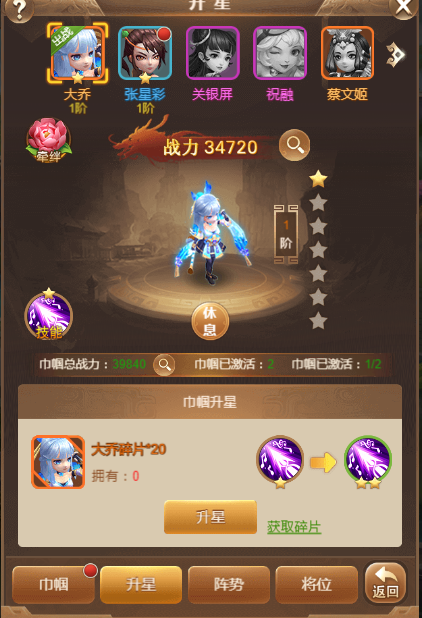 升星
?
出战
大乔 张星彩 关银屏 祝融 蔡文姬
1阶 1阶
牵绊
战力 34720
1
阶
技能
休
息
巾帼总战力：39840 巾帼已激活：2 巾帼已激活：1/2
巾帼升星
大乔碎片*20
拥有：0
升星
获取碎片
巾帼 升星 阵势 将位 返回